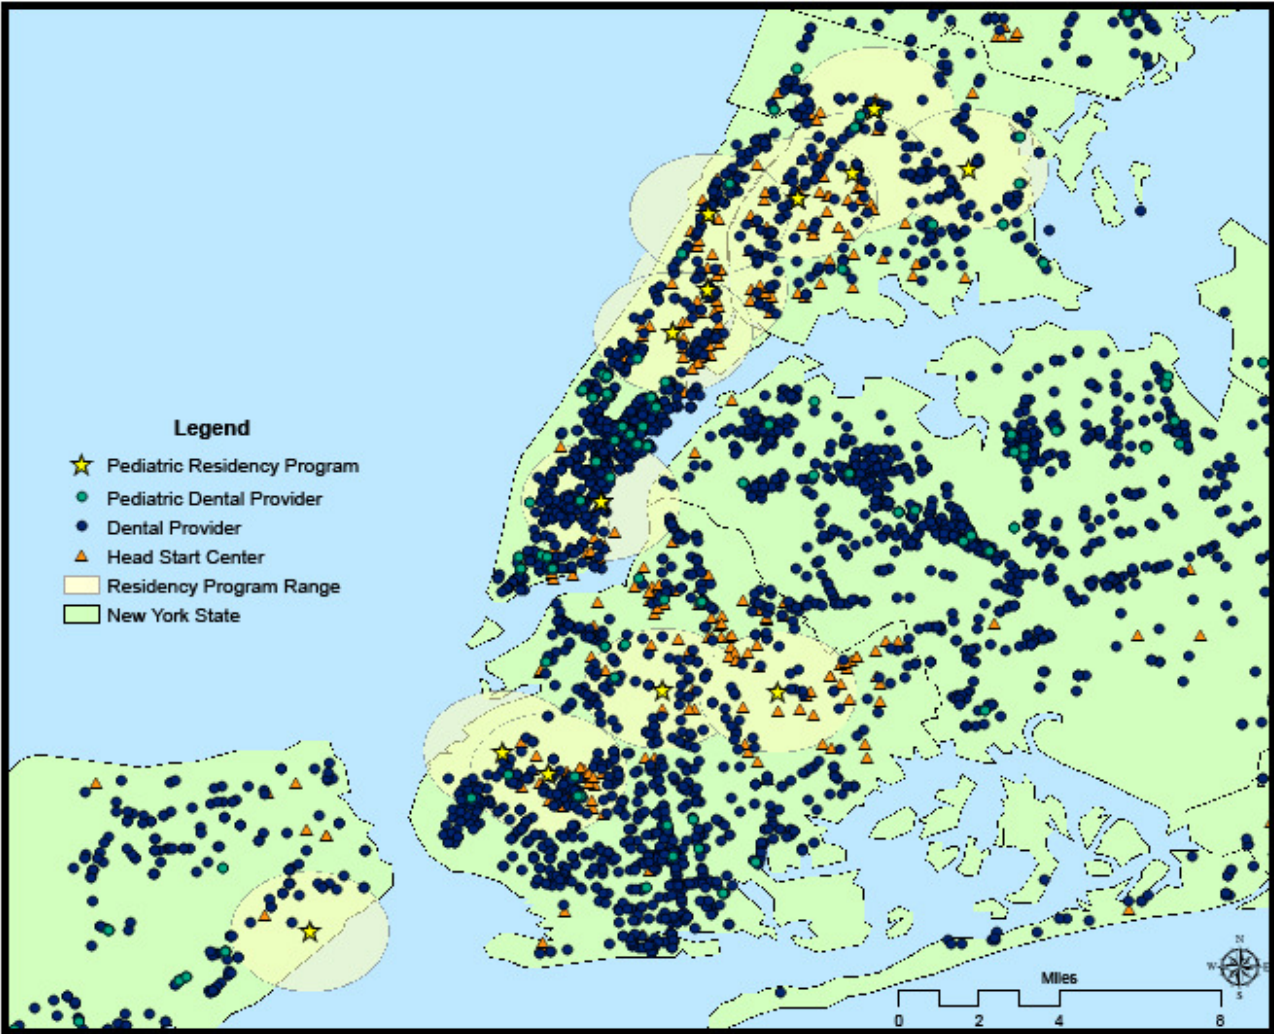 Legend
Pediatric Residency Program
Pediatric Dental Provider
Dental Provider
Head Start Center
Residency Program Range
New York State
N
W E
S
Miles
0 2 4 8